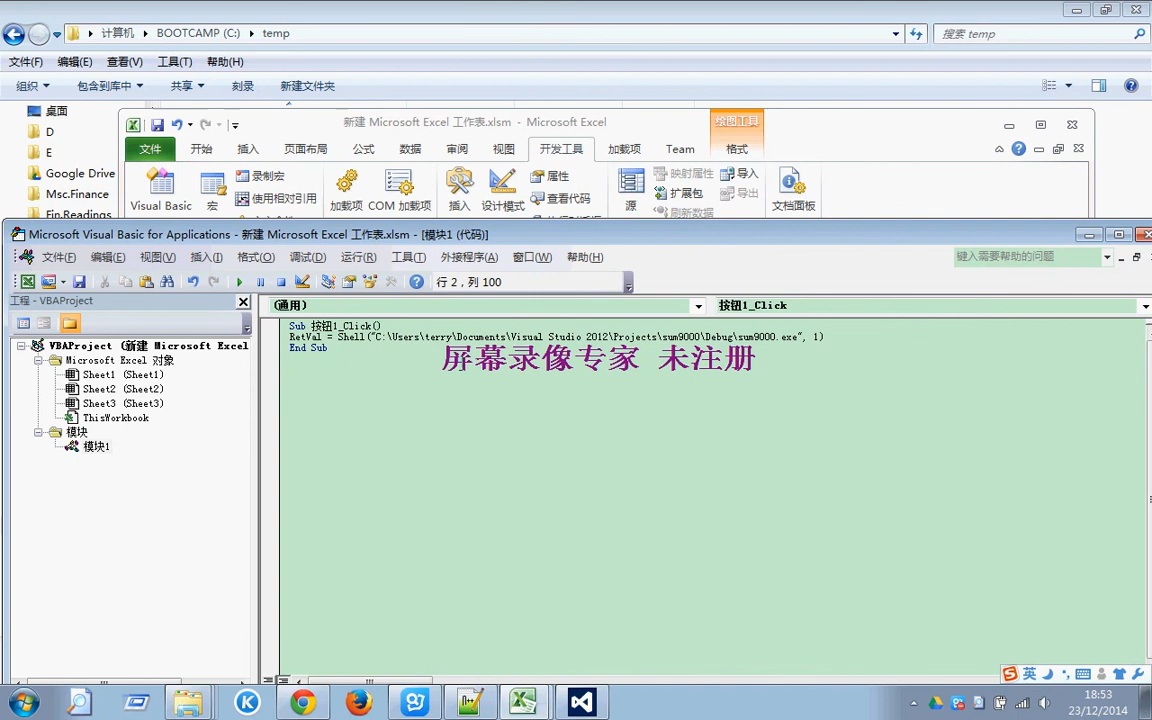 计算机 ▸ BOOTCAMP (C:) ▸ temp
搜索 temp
文件(F) 编辑(E) 查看(V) 工具(T) 帮助(H)
组织 包含到库中 共享 刻录 新建文件夹
桌面
D
E
Google Drive
Msc.Finance
Fin.Readings
新建 Microsoft Excel 工作表.xlsm - Microsoft Excel
绘图工具
文件 开始 插入 页面布局 公式 数据 审阅 视图 开发工具 加载项 Team 格式
录制宏
使用相对引用
Visual Basic 宏 加载项 COM 加载项 插入 设计模式
属性
查看代码
源
映射属性
扩展包
刷新数据
导入
导出
文档面板
Microsoft Visual Basic for Applications - 新建 Microsoft Excel 工作表.xlsm - [模块1 (代码)]
文件(F) 编辑(E) 视图(V) 插入(I) 格式(O) 调试(D) 运行(R) 工具(T) 外接程序(A) 窗口(W) 帮助(H)
键入需要帮助的问题
行 2，列 100
工程 - VBAProject
VBAProject (新建 Microsoft Excel
Microsoft Excel 对象
Sheet1 (Sheet1)
Sheet2 (Sheet2)
Sheet3 (Sheet3)
ThisWorkbook
模块
模块1
(通用) 按钮1_Click
Sub 按钮1_Click()
RetVal = Shell("C:\Users\terry\Documents\Visual Studio 2012\Projects\sum9000\Debug\sum9000.exe", 1)
End Sub
屏幕录像专家 未注册
英
18:53
23/12/2014